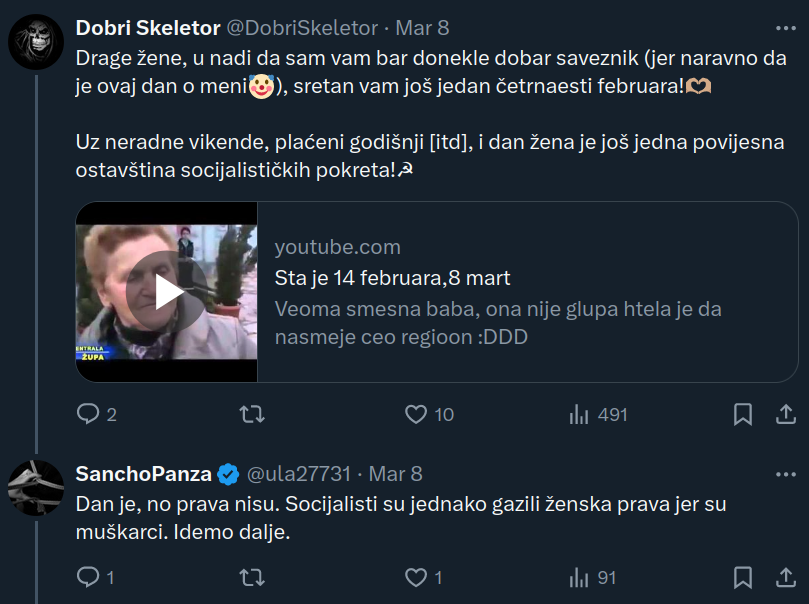 Dobri Skeletor @DobriSkeletor · Mar 8
Drage žene, u nadi da sam vam bar donekle dobar saveznik (jer naravno da
je ovaj dan o meni🤡), sretan vam još jedan četrnaesti februara!🫶🏽
Uz neradne vikende, plaćeni godišnji [itd], i dan žena je još jedna povijesna
ostavština socijalističkih pokreta!☭
youtube.com
Sta je 14 februara,8 mart
Veoma smesna baba, ona nije glupa htela je da
nasmeje ceo regioon :DDD
ENTRALA
ŽUPA
2 10 491
SanchoPanza @ula27731 · Mar 8
Dan je, no prava nisu. Socijalisti su jednako gazili ženska prava jer su
muškarci. Idemo dalje.
1 1 91